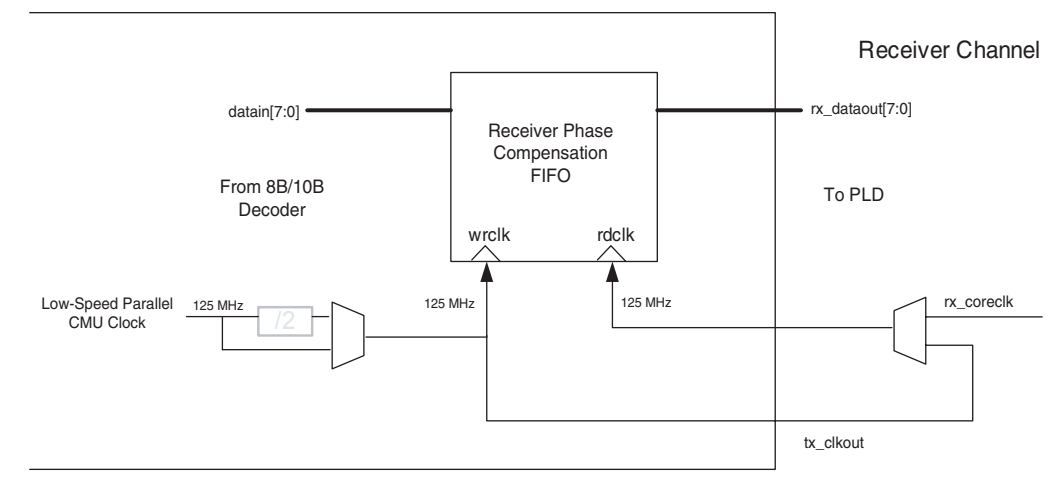 Receiver Channel
datain[7:0]
rx_dataout[7:0]
Receiver Phase
Compensation
FIFO
From 8B/10B
Decoder
To PLD
wrclk
rdclk
Low-Speed Parallel
CMU Clock
125 MHz
/2
125 MHz
125 MHz
rx_coreclk
tx_clkout